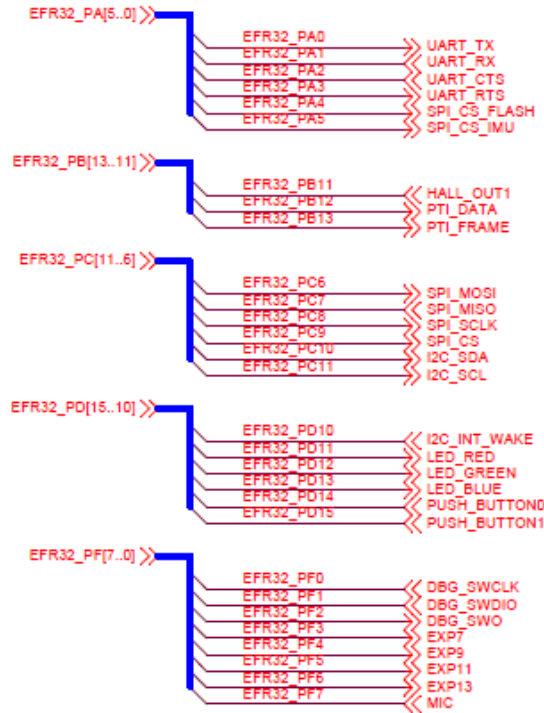 EFR32_PA[5..0]
EFR32_PA0 UART_TX
EFR32_PA1 UART_RX
EFR32_PA2 UART_CTS
EFR32_PA3 UART_RTS
EFR32_PA4 SPI_CS_FLASH
EFR32_PA5 SPI_CS_IMU
EFR32_PB[13..11]
EFR32_PB11 HALL_OUT1
EFR32_PB12 PTI_DATA
EFR32_PB13 PTI_FRAME
EFR32_PC[11..6]
EFR32_PC6 SPI_MOSI
EFR32_PC7 SPI_MISO
EFR32_PC8 SPI_SCLK
EFR32_PC9 SPI_CS
EFR32_PC10 I2C_SDA
EFR32_PC11 I2C_SCL
EFR32_PD[15..10]
EFR32_PD10 I2C_INT_WAKE
EFR32_PD11 LED_RED
EFR32_PD12 LED_GREEN
EFR32_PD13 LED_BLUE
EFR32_PD14 PUSH_BUTTON0
EFR32_PD15 PUSH_BUTTON1
EFR32_PF[7..0]
EFR32_PF0 DBG_SWCLK
EFR32_PF1 DBG_SWDIO
EFR32_PF2 DBG_SWO
EFR32_PF3 EXP7
EFR32_PF4 EXP9
EFR32_PF5 EXP11
EFR32_PF6 EXP13
EFR32_PF7 MIC